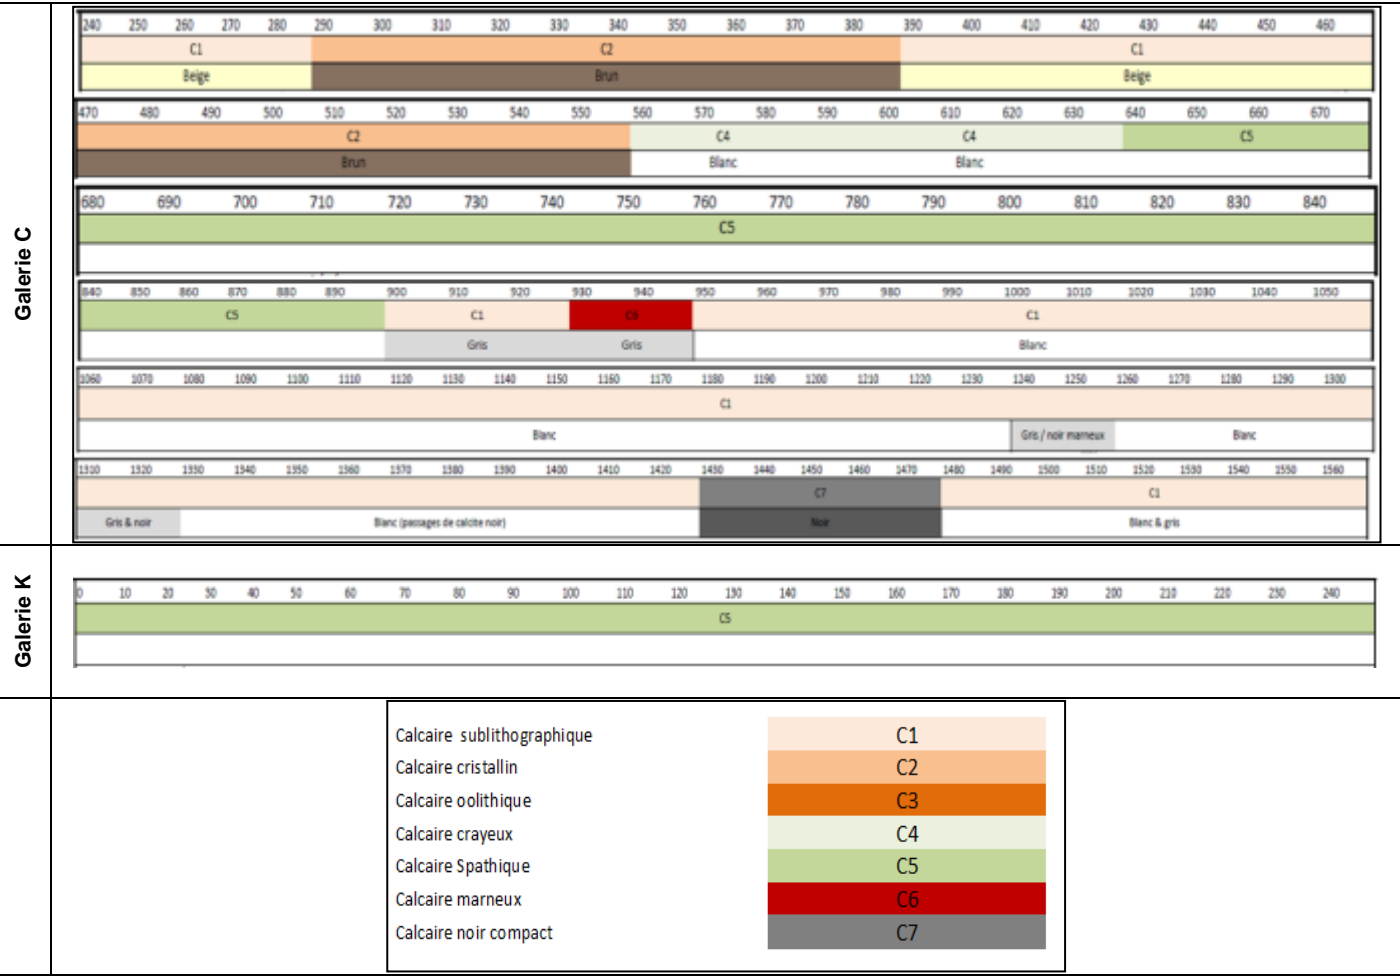 Galerie C
240 250 260 270 280 290 300 310 320 330 340 350 360 370 380 390 400 410 420 430 440 450 460
C1 C2 C1
Beige Brun Beige
470 480 490 500 510 520 530 540 550 560 570 580 590 600 610 620 630 640 650 660 670
C2 C4 C4 C5
Brun Blanc Blanc
680 690 700 710 720 730 740 750 760 770 780 790 800 810 820 830 840
C5
840 850 860 870 880 890 900 910 920 930 940 950 960 970 980 990 1000 1010 1020 1030 1040 1050
C5 C1 C6 C1
Gris Gris Blanc
1060 1070 1080 1090 1100 1110 1120 1130 1140 1150 1160 1170 1180 1190 1200 1210 1220 1230 1240 1250 1260 1270 1280 1290 1300
C1
Blanc Gris / noir marneux Blanc
1310 1320 1330 1340 1350 1360 1370 1380 1390 1400 1410 1420 1430 1440 1450 1460 1470 1480 1490 1500 1510 1520 1530 1540 1550 1560
C7 C1
Gris & noir Blanc (passages de calcite noir) Noir Blanc & gris
Galerie K
0 10 20 30 40 50 60 70 80 90 100 110 120 130 140 150 160 170 180 190 200 210 220 230 240
C5
Calcaire sublithographique C1
Calcaire cristallin C2
Calcaire oolithique C3
Calcaire crayeux C4
Calcaire Spathique C5
Calcaire marneux C6
Calcaire noir compact C7